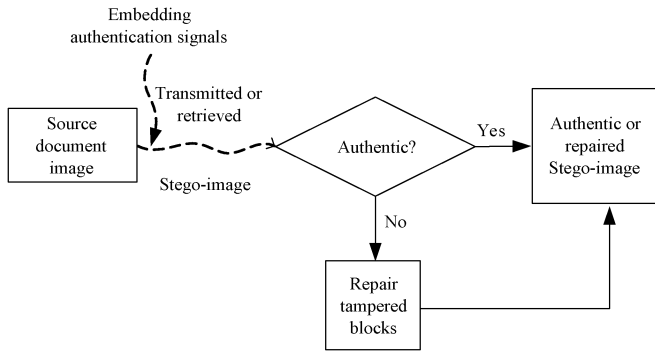 Embedding
authentication signals
Transmitted or
retrieved
Source
document
image
Stego-image
Authentic?
Yes
Authentic or
repaired
Stego-image
No
Repair
tampered
blocks